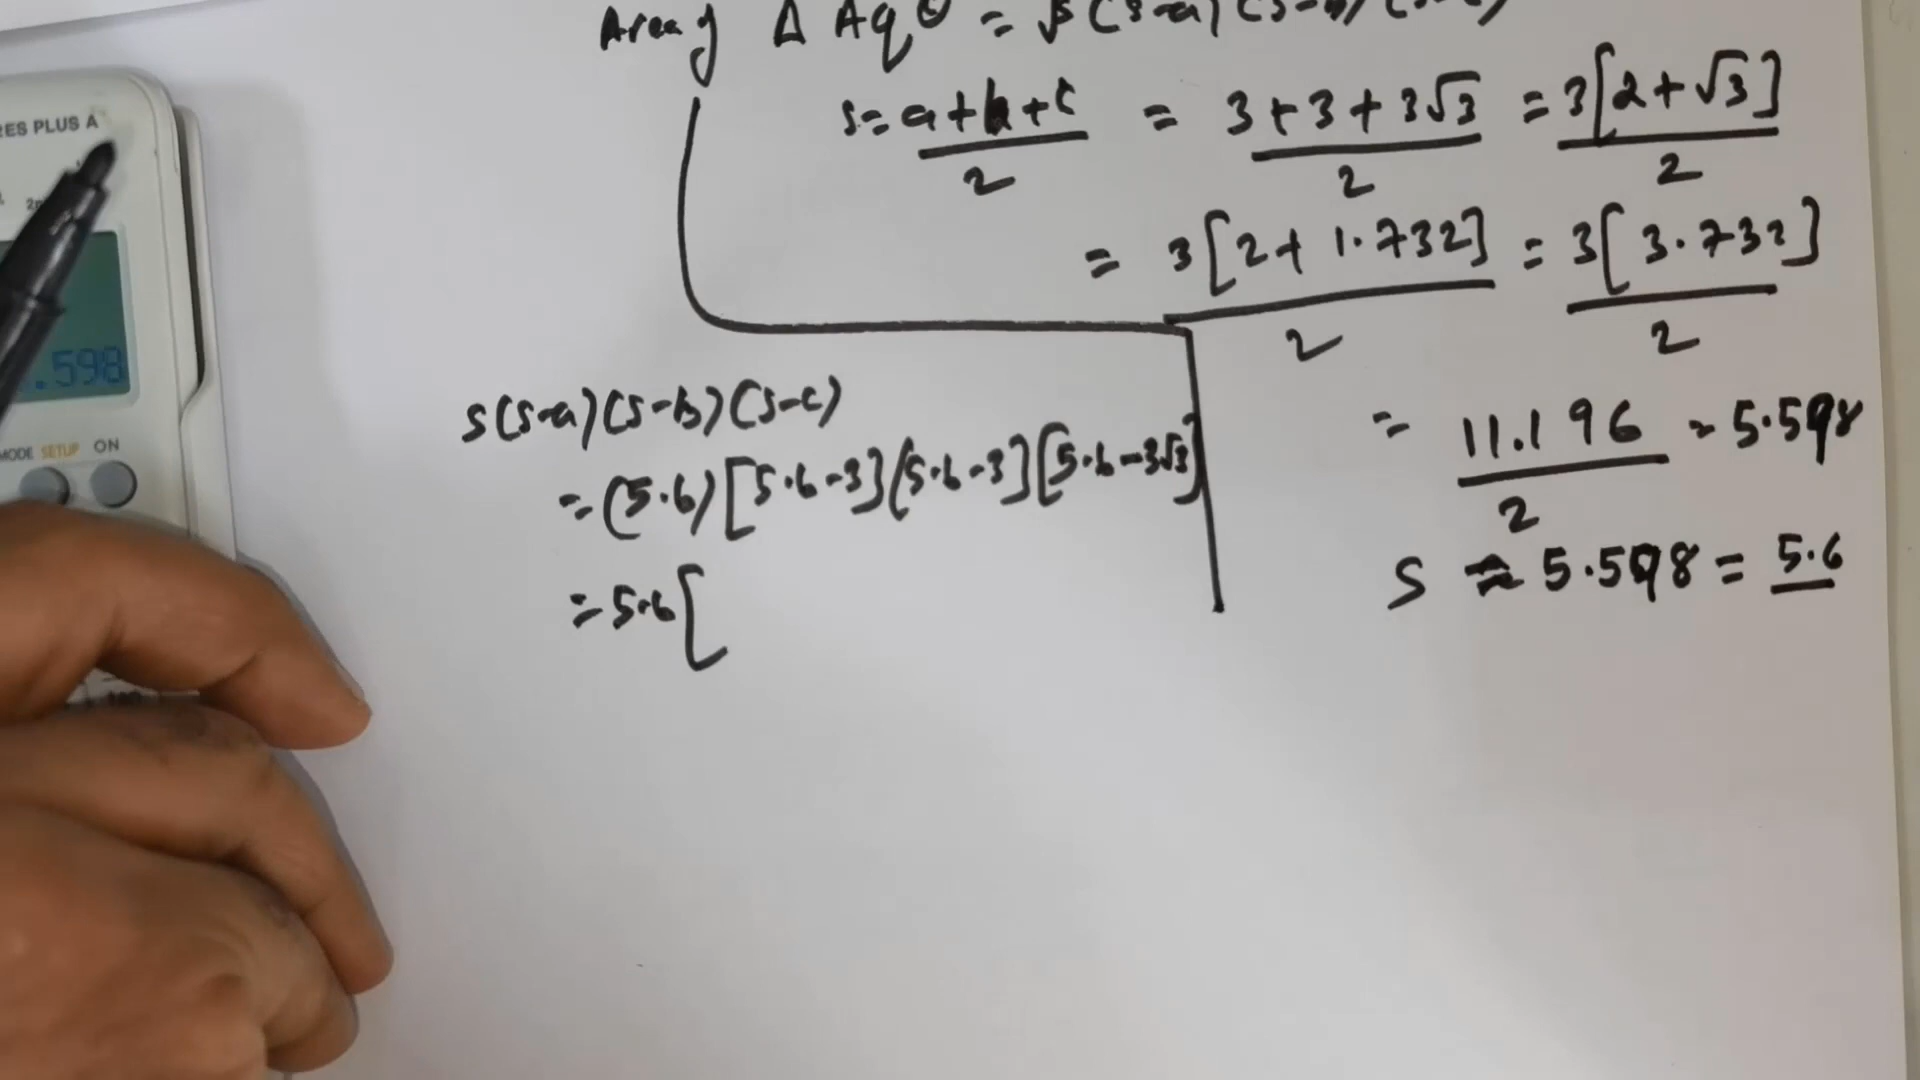 Area of Δ AqO = √s(s-a)(s-b)(s-c)
s = a+b+c / 2 = 3+3+3√3 / 2 = 3[2+√3] / 2
= 3[2+1.732] / 2 = 3[3.732] / 2
= 11.196 / 2 = 5.598
s ≈ 5.598 = 5.6
s(s-a)(s-b)(s-c)
= (5.6)[5.6-3](5.6-3][5.6-3√3]
= 5.6[
ES PLUS A
.598
MODE SETUP ON